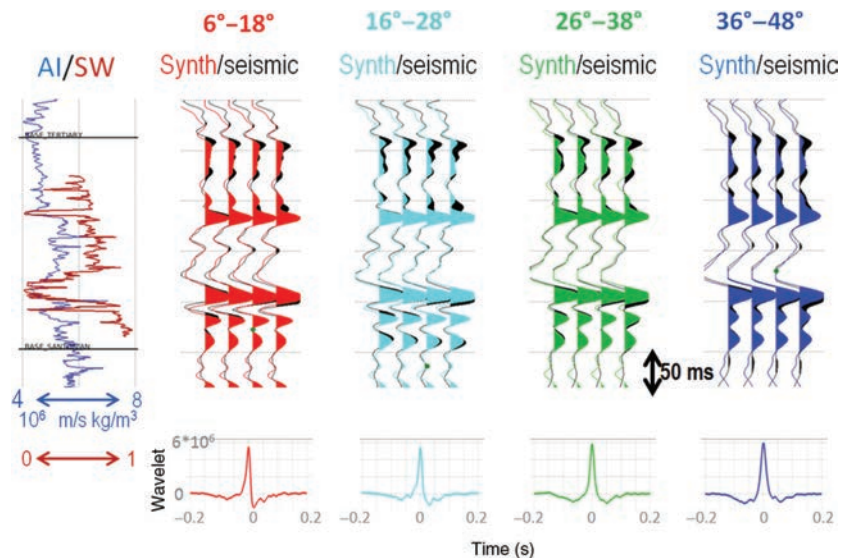 6°–18° 16°–28° 26°–38° 36°–48°
AI/SW Synth/seismic Synth/seismic Synth/seismic Synth/seismic
BASE_TERTIARY
BASE_SANTONIAN
50 ms
4 8
10⁶ m/s kg/m³
0 1
Wavelet
6*10⁶
0
–0.2 0 0.2 –0.2 0 0.2 –0.2 0 0.2 –0.2 0 0.2
Time (s)